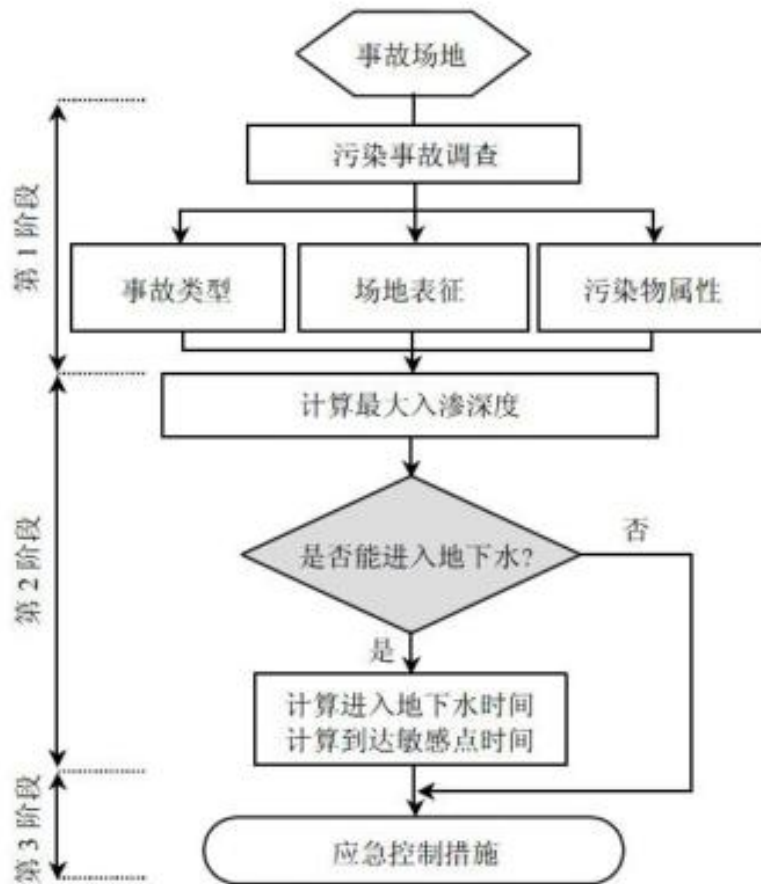 事故场地
污染事故调查
第1阶段
事故类型
场地表征
污染物属性
计算最大入渗深度
第2阶段
是否能进入地下水?
否
是
计算进入地下水时间
计算到达敏感点时间
第3阶段
应急控制措施